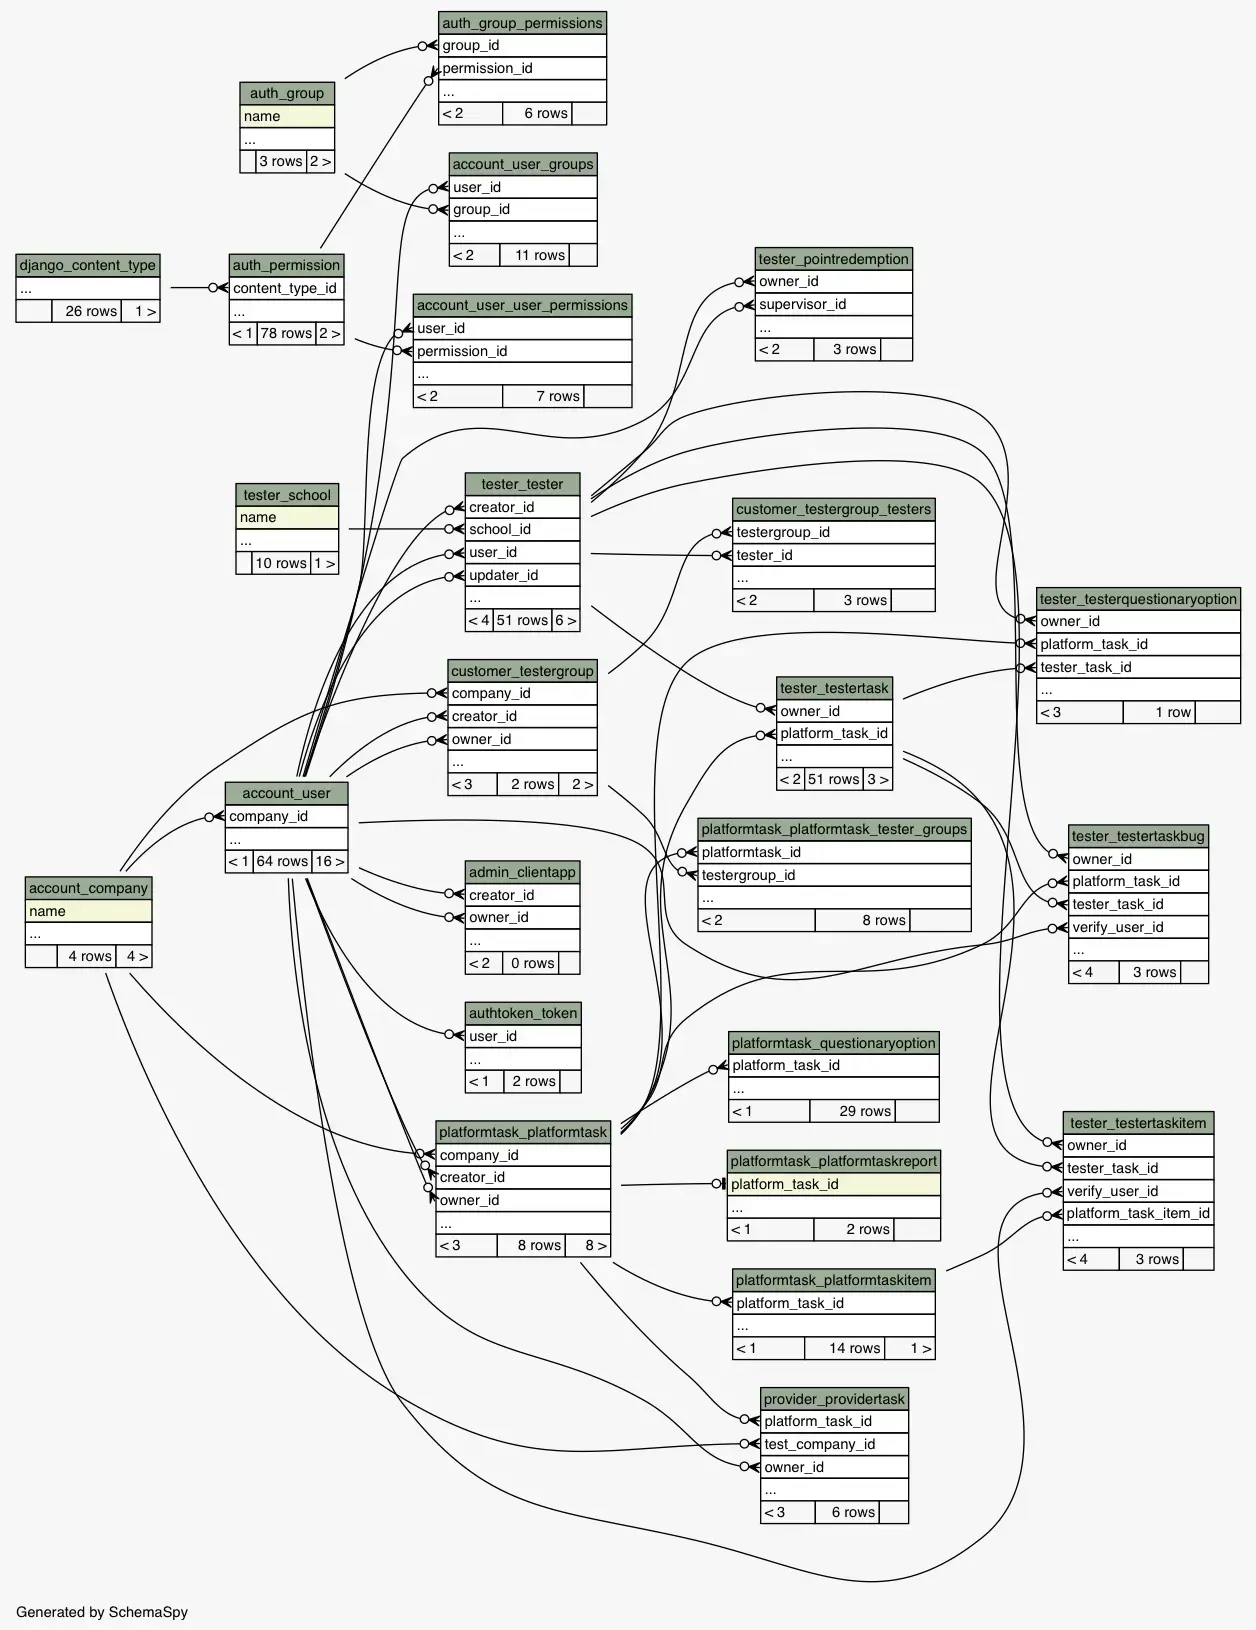 auth_group_permissions
group_id
permission_id
...
< 2 6 rows
auth_group
name
...
3 rows 2 >
account_user_groups
user_id
group_id
...
< 2 11 rows
django_content_type
...
26 rows 1 >
auth_permission
content_type_id
...
< 1 78 rows 2 >
account_user_user_permissions
user_id
permission_id
...
< 2 7 rows
tester_pointredemption
owner_id
supervisor_id
...
< 2 3 rows
tester_school
name
...
10 rows 1 >
tester_tester
creator_id
school_id
user_id
updater_id
...
< 4 51 rows 6 >
customer_testergroup_testers
testergroup_id
tester_id
...
< 2 3 rows
tester_testerquestionaryoption
owner_id
platform_task_id
tester_task_id
...
< 3 1 row
customer_testergroup
company_id
creator_id
owner_id
...
< 3 2 rows 2 >
tester_testertask
owner_id
platform_task_id
...
< 2 51 rows 3 >
account_user
company_id
...
< 1 64 rows 16 >
platformtask_platformtask_tester_groups
platformtask_id
testergroup_id
...
< 2 8 rows
tester_testertaskbug
owner_id
platform_task_id
tester_task_id
verify_user_id
...
< 4 3 rows
account_company
name
...
4 rows 4 >
admin_clientapp
creator_id
owner_id
...
< 2 0 rows
authtoken_token
user_id
...
< 1 2 rows
platformtask_questionaryoption
platform_task_id
...
< 1 29 rows
platformtask_platformtask
company_id
creator_id
owner_id
...
< 3 8 rows 8 >
platformtask_platformtaskreport
platform_task_id
...
< 1 2 rows
tester_testertaskitem
owner_id
tester_task_id
verify_user_id
platform_task_item_id
...
< 4 3 rows
platformtask_platformtaskitem
platform_task_id
...
< 1 14 rows 1 >
provider_providertask
platform_task_id
test_company_id
owner_id
...
< 3 6 rows
Generated by SchemaSpy